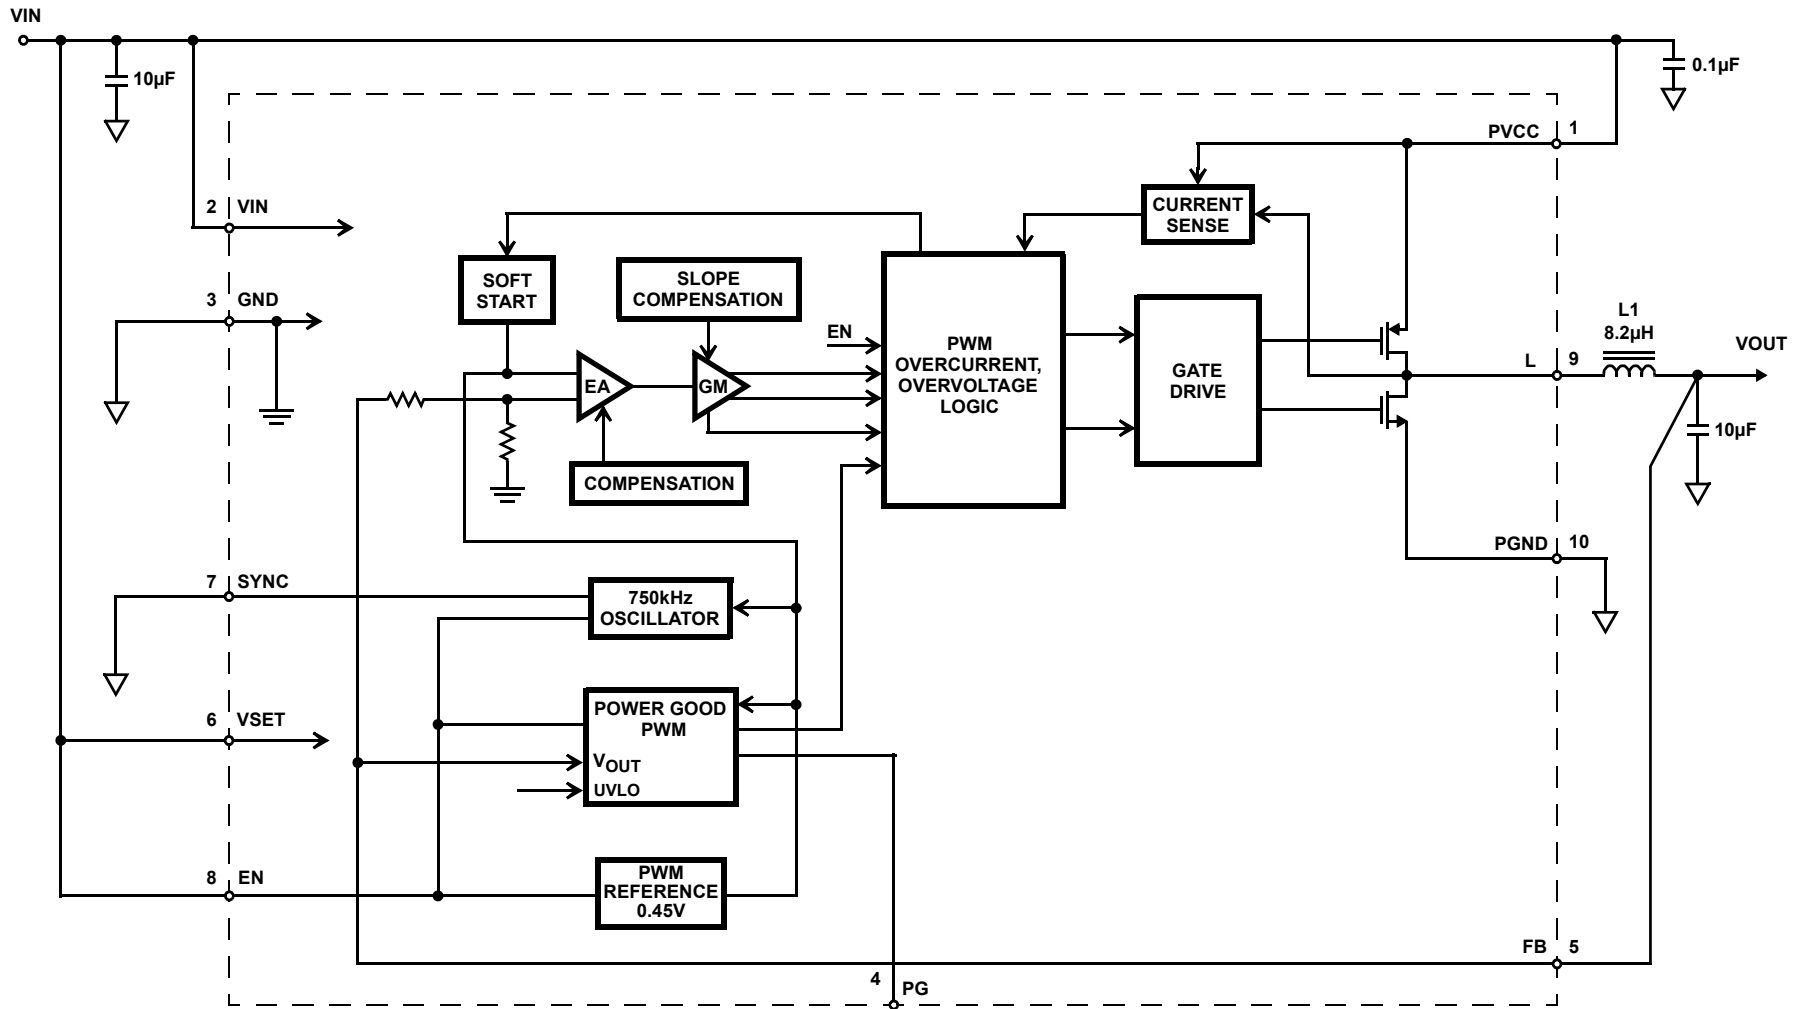 VIN
10µF
0.1µF
PVCC 1
2 VIN
CURRENT
SENSE
3 GND
SOFT
START
SLOPE
COMPENSATION
EN
PWM
OVERCURRENT,
OVERVOLTAGE
LOGIC
GATE
DRIVE
L1
8.2µH
L 9
VOUT
EA
GM
10µF
COMPENSATION
PGND 10
7 SYNC
750kHz
OSCILLATOR
6 VSET
POWER GOOD
PWM
VOUT
UVLO
8 EN
PWM
REFERENCE
0.45V
FB 5
4 PG